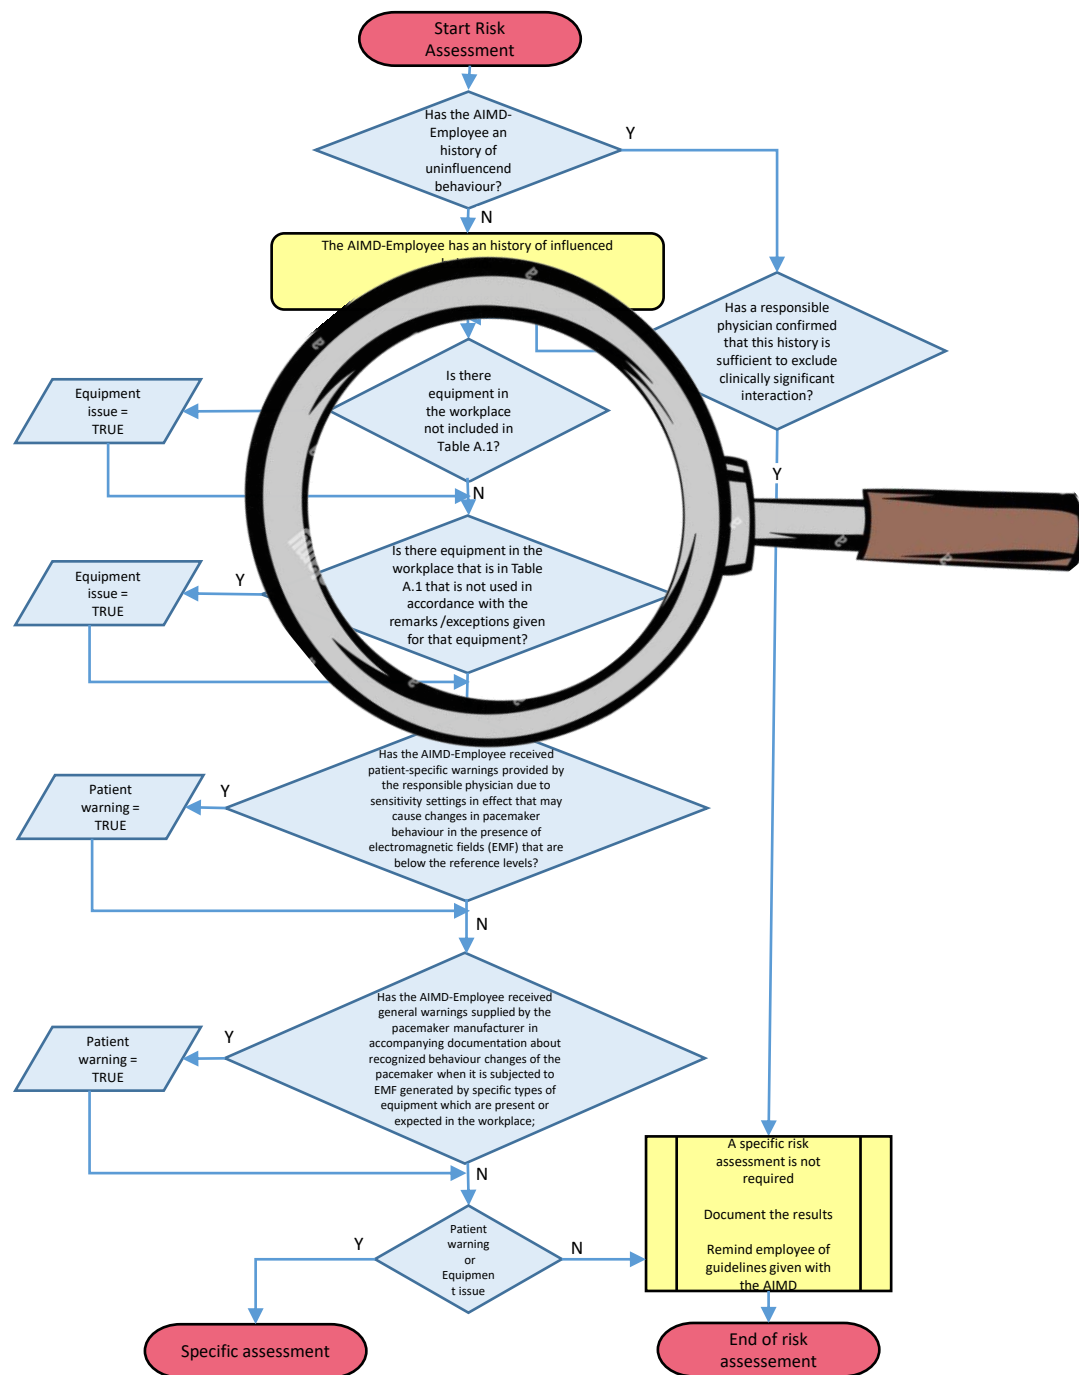 Start Risk
Assessment
Has the AIMD-
Employee an
history of
uninfluencend
behaviour?
Y
N
The AIMD-Employee has an history of influenced
Has a responsible
physician confirmed
that this history is
sufficient to exclude
clinically significant
interaction?
Y
Is there
equipment in
the workplace
not included in
Table A.1?
Equipment
issue =
TRUE
N
Is there equipment in the
workplace that is in Table
A.1 that is not used in
accordance with the
remarks/exceptions given
for that equipment?
Y
Equipment
issue =
TRUE
Has the AIMD-Employee received
patient-specific warnings provided by
the responsible physician due to
sensitivity settings in effect that may
cause changes in pacemaker
behaviour in the presence of
electromagnetic fields (EMF) that are
below the reference levels?
Y
Patient
warning =
TRUE
N
Has the AIMD-Employee received
general warnings supplied by the
pacemaker manufacturer in
accompanying documentation about
recognized behaviour changes of the
pacemaker when it is subjected to
EMF generated by specific types of
equipment which are present or
expected in the workplace;
Y
Patient
warning =
TRUE
N
Patient
warning
or
Equipmen
t issue
Y
N
A specific risk
assessment is not
required
Document the results
Remind employee of
guidelines given with
the AIMD
Specific assessment
End of risk
assessement